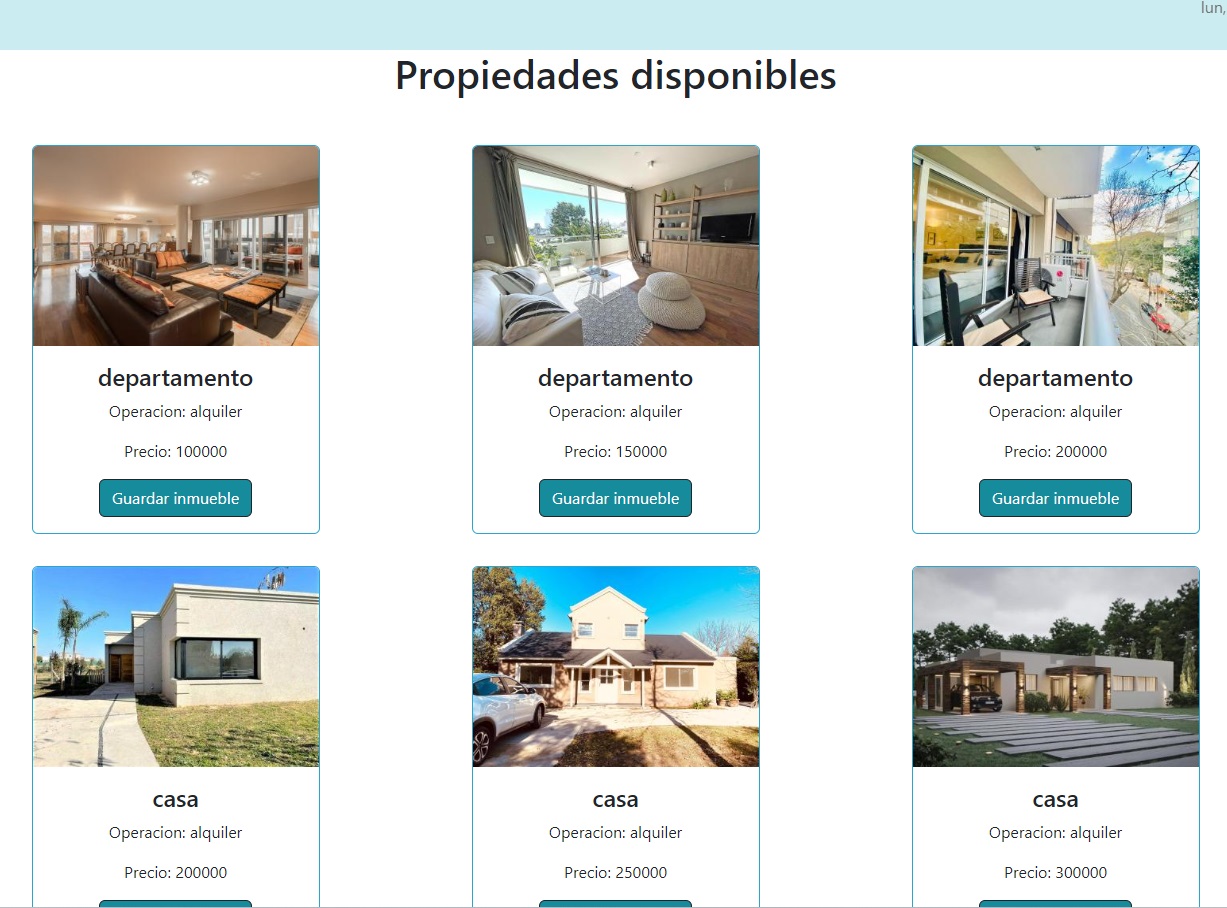 lun,
Propiedades disponibles
departamento
Operacion: alquiler
Precio: 100000
Guardar inmueble
departamento
Operacion: alquiler
Precio: 150000
Guardar inmueble
departamento
Operacion: alquiler
Precio: 200000
Guardar inmueble
casa
Operacion: alquiler
Precio: 200000
casa
Operacion: alquiler
Precio: 250000
casa
Operacion: alquiler
Precio: 300000